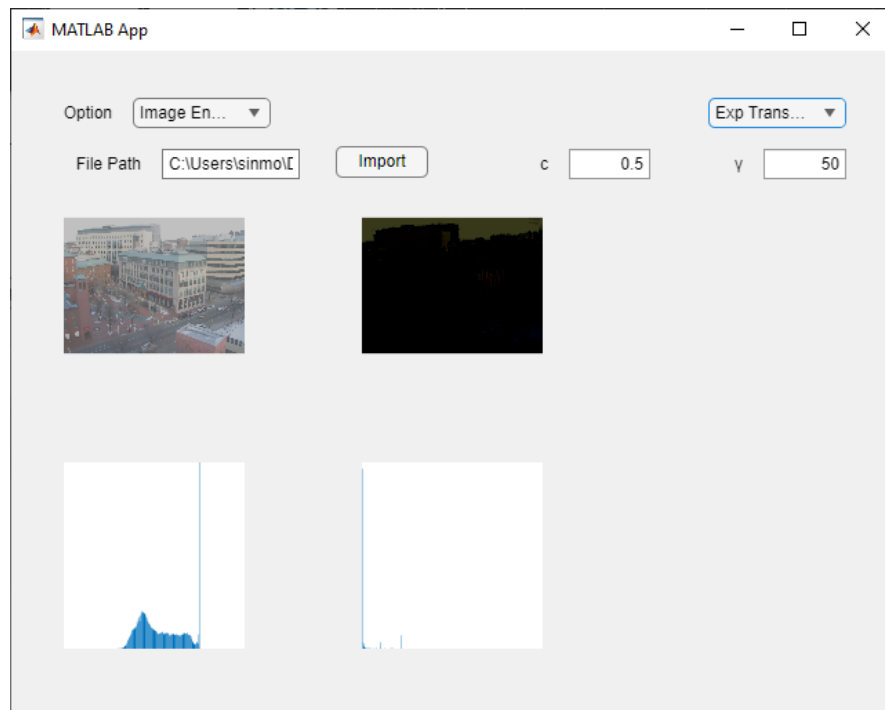 MATLAB App
Option Image En... Exp Trans...
File Path C:\Users\sinmo\D Import c 0.5 γ 50